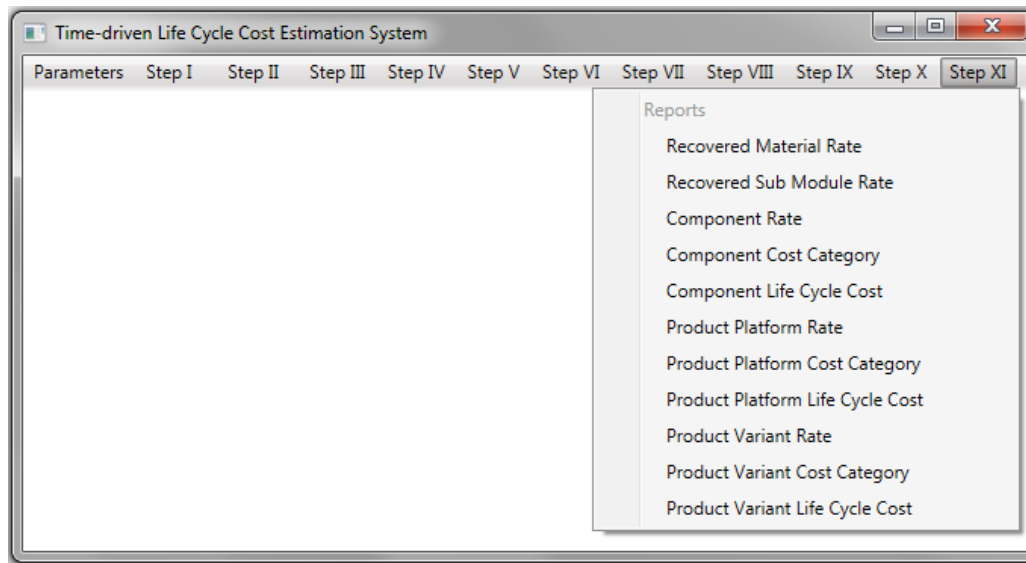 Time-driven Life Cycle Cost Estimation System
Parameters Step I Step II Step III Step IV Step V Step VI Step VII Step VIII Step IX Step X Step XI
Reports
Recovered Material Rate
Recovered Sub Module Rate
Component Rate
Component Cost Category
Component Life Cycle Cost
Product Platform Rate
Product Platform Cost Category
Product Platform Life Cycle Cost
Product Variant Rate
Product Variant Cost Category
Product Variant Life Cycle Cost